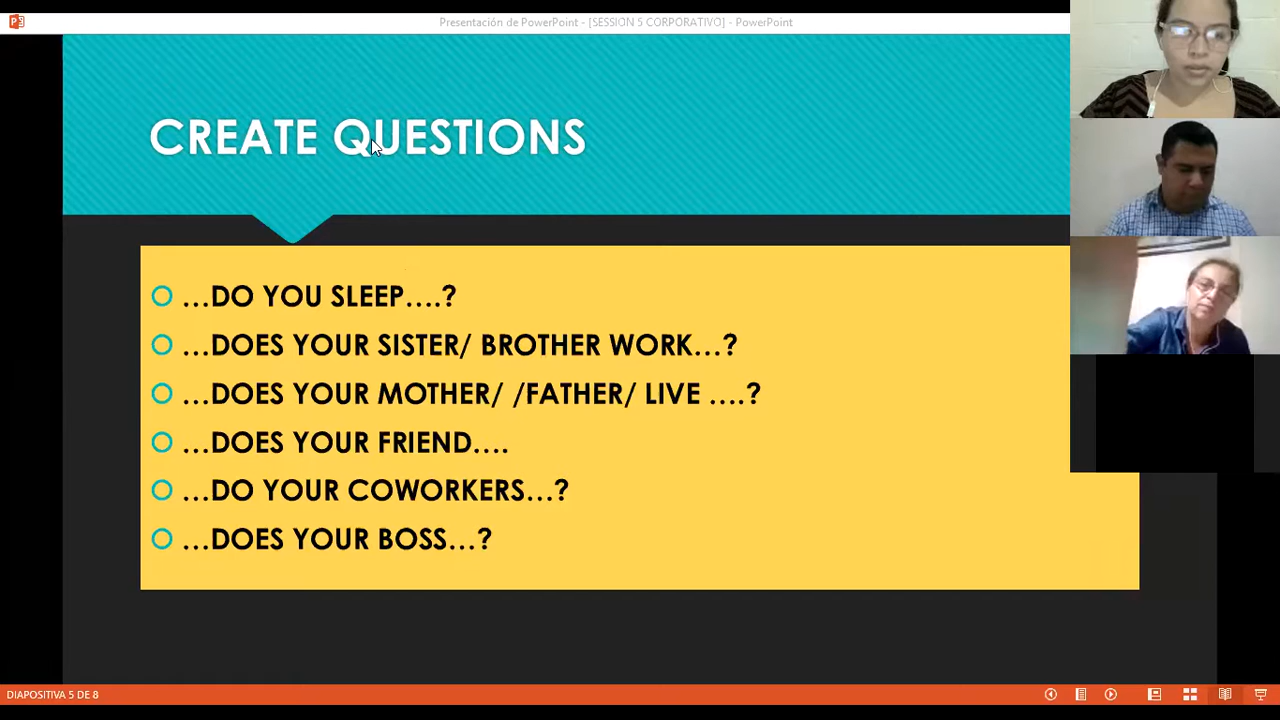 Presentación de PowerPoint - [SESSION 5 CORPORATIVO] - PowerPoint
CREATE QUESTIONS
…DO YOU SLEEP….?
…DOES YOUR SISTER/ BROTHER WORK…?
…DOES YOUR MOTHER/ /FATHER/ LIVE ….?
…DOES YOUR FRIEND….
…DO YOUR COWORKERS…?
…DOES YOUR BOSS…?
DIAPOSITIVA 5 DE 8